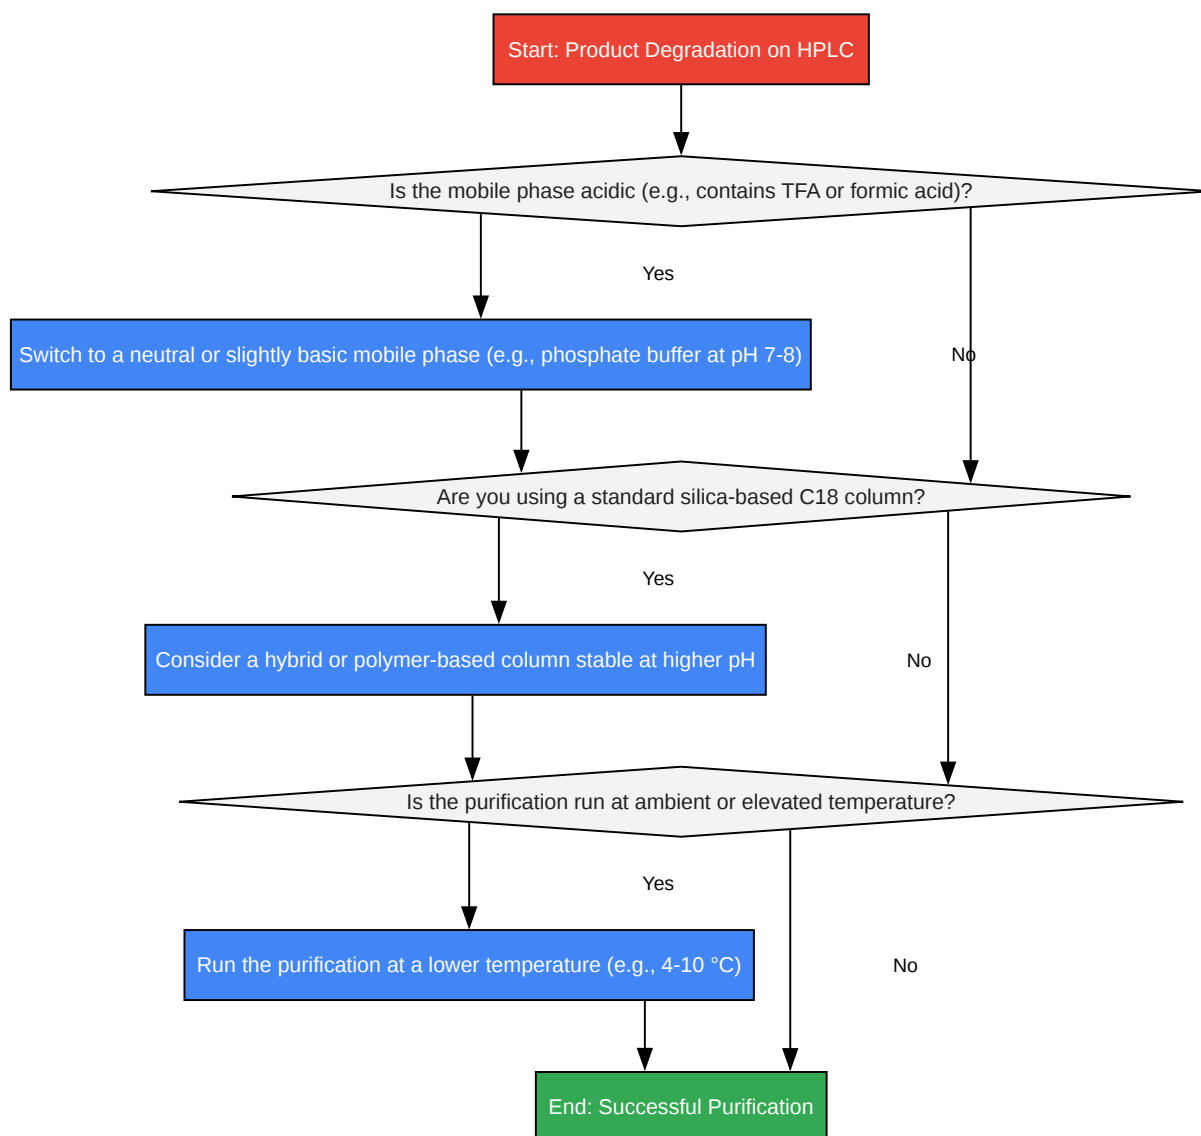 Start: Product Degradation on HPLC
Is the mobile phase acidic (e.g., contains TFA or formic acid)?
Yes
Switch to a neutral or slightly basic mobile phase (e.g., phosphate buffer at pH 7-8)
No
Are you using a standard silica-based C18 column?
Yes
Consider a hybrid or polymer-based column stable at higher pH
No
Is the purification run at ambient or elevated temperature?
Yes
Run the purification at a lower temperature (e.g., 4-10 °C)
No
End: Successful Purification